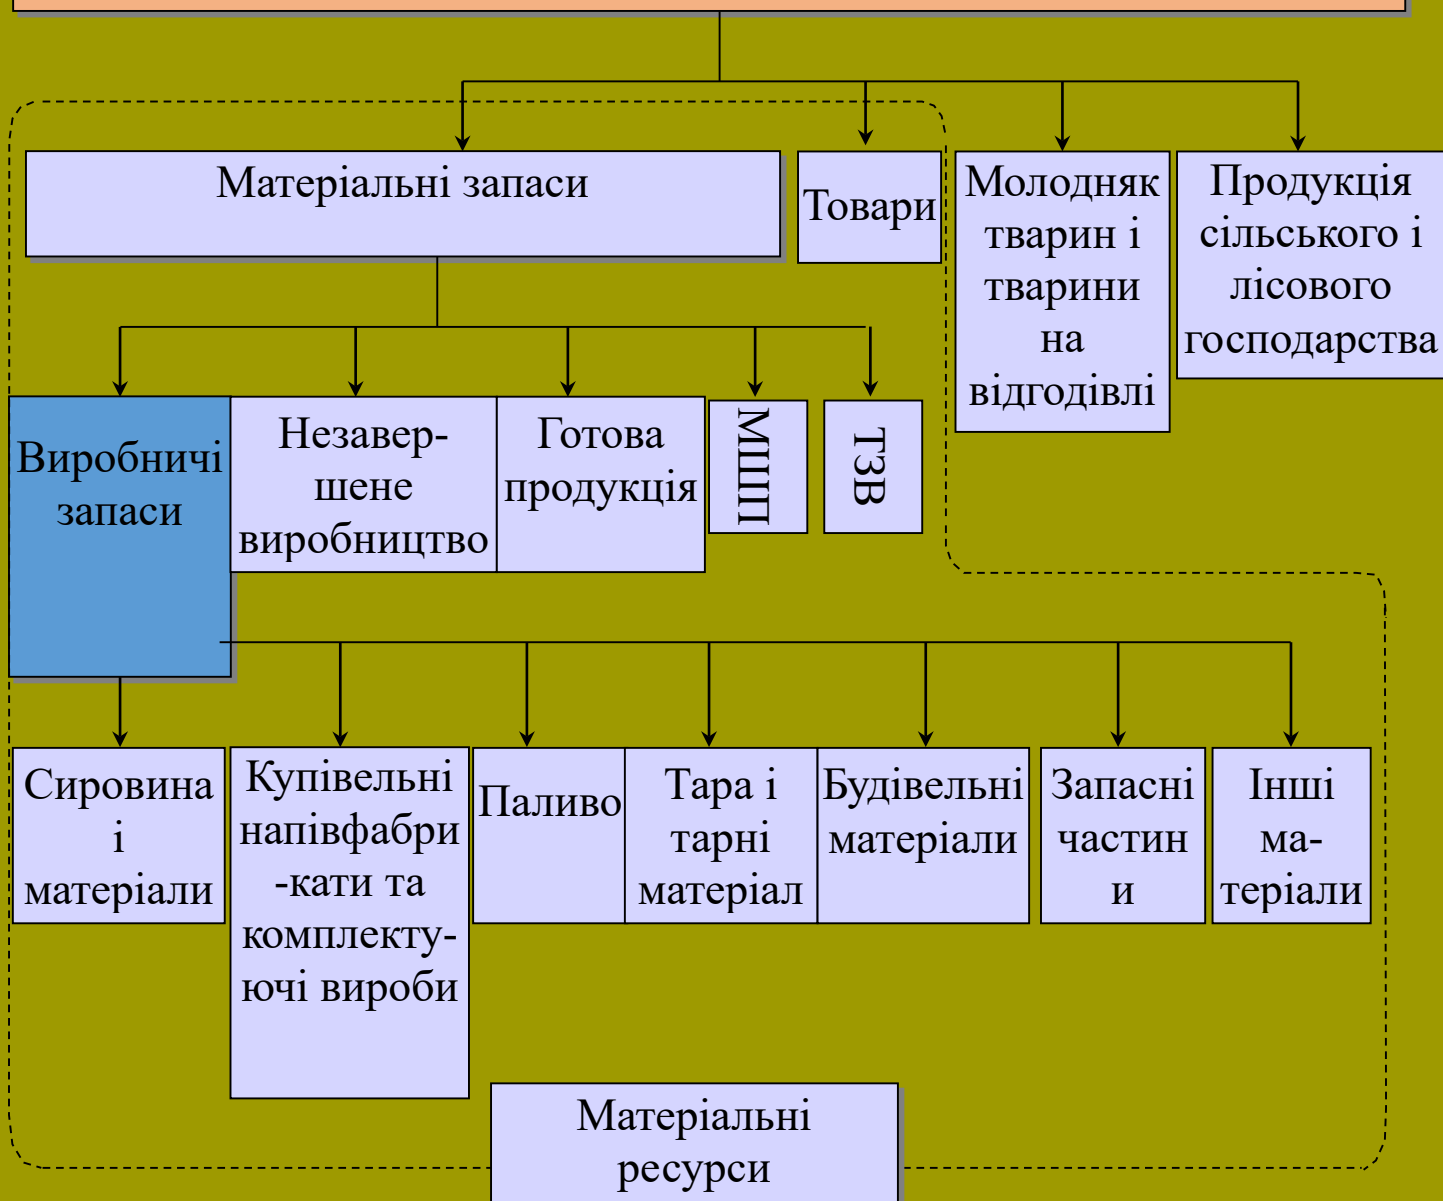 Матеріальні запаси
Товари
Молодняк
тварин і
тварини
на
відгодівлі
Продукція
сільського і
лісового
господарства
Виробничі
запаси
Незавер-
шене
виробництво
Готова
продукція
МШП
ТЗВ
Сировина
і
матеріали
Купівельні
напівфабри
-кати та
комплекту-
ючі вироби
Паливо
Тара і
тарні
матеріал
Будівельні
матеріали
Запасні
частин
и
Інші
ма-
теріали
Матеріальні
ресурси